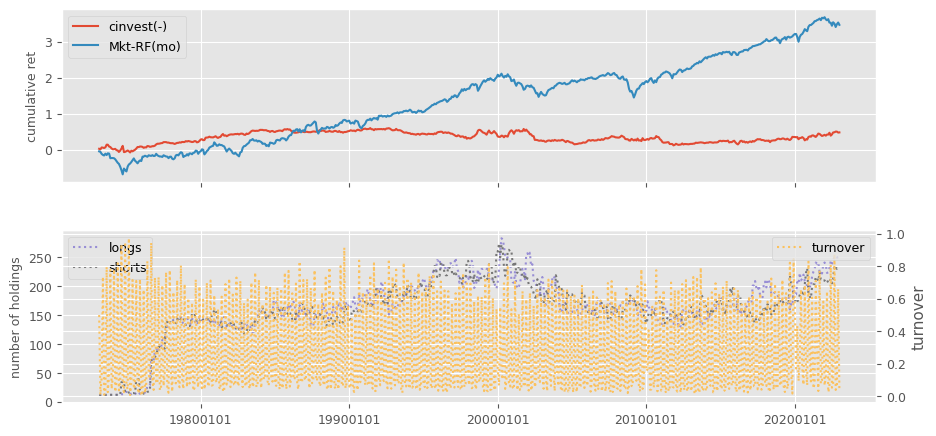 cinvest(-)
Mkt-RF(mo)
cumulative ret
3
2
1
0
longs
shorts
turnover
number of holdings
250
200
150
100
50
0
1.0
0.8
0.6
0.4
0.2
0.0
turnover
19800101
19900101
20000101
20100101
20200101